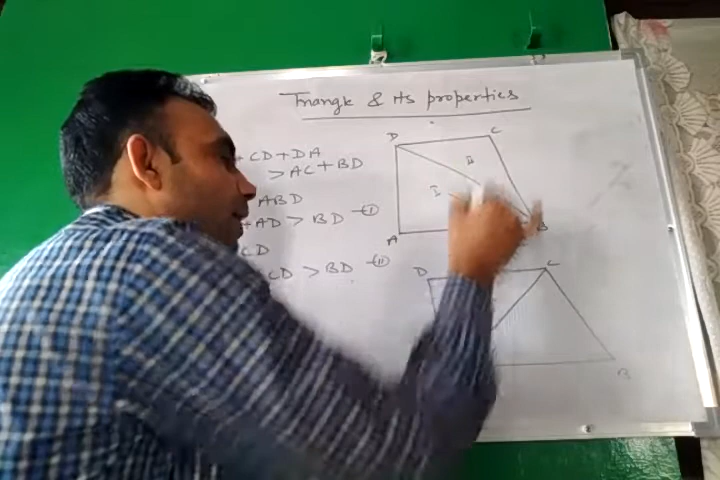 Triangle & its properties
+ CD + DA
> AC + BD
ABD
+ AD > BD - (I)
CD
CD > BD - (II)
D C
II
I
B
A
D C
B